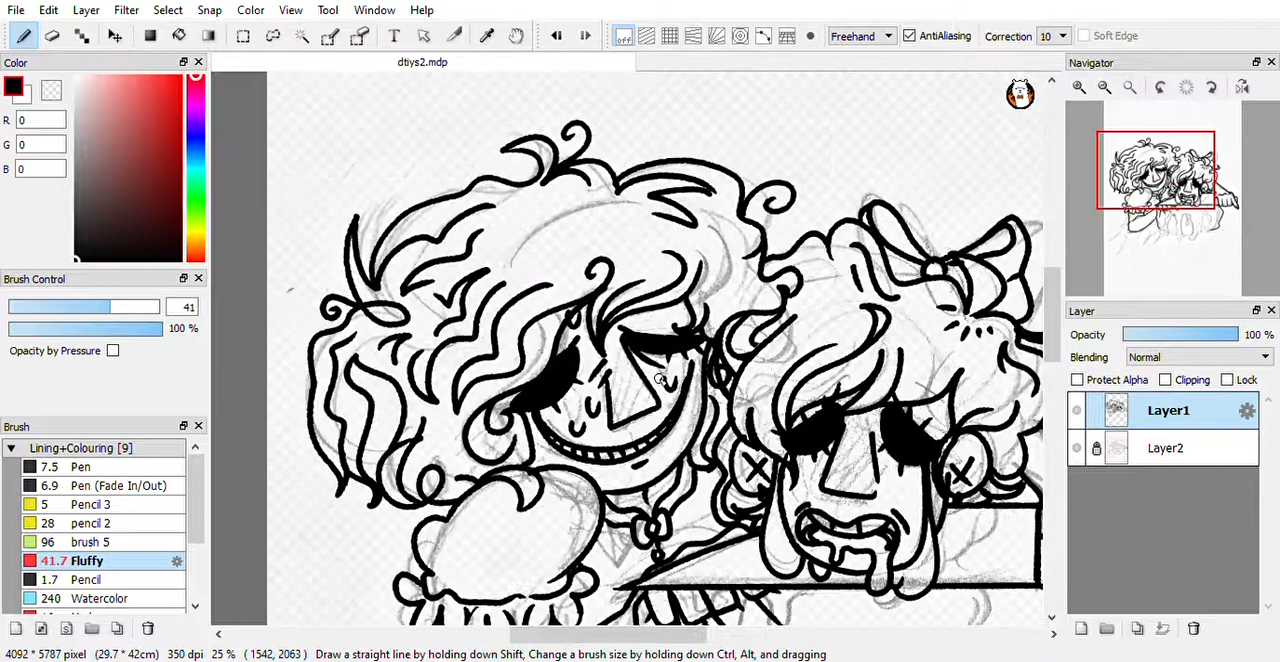 File Edit Layer Filter Select Snap Color View Tool Window Help
off Freehand AntiAliasing Correction 10 Soft Edge
Color dtiys2.mdp Navigator
R 0
G 0
B 0
Brush Control
41
100 %
Opacity by Pressure
Layer
Opacity 100 %
Blending Normal
Protect Alpha Clipping Lock
Layer1
Layer2
Brush
Lining+Colouring [9]
7.5 Pen
6.9 Pen (Fade In/Out)
5 Pencil 3
28 pencil 2
96 brush 5
41.7 Fluffy
1.7 Pencil
240 Watercolor
4092 * 5787 pixel (29.7 * 42cm) 350 dpi 25 % ( 1542, 2063 ) Draw a straight line by holding down Shift, Change a brush size by holding down Ctrl, Alt, and dragging